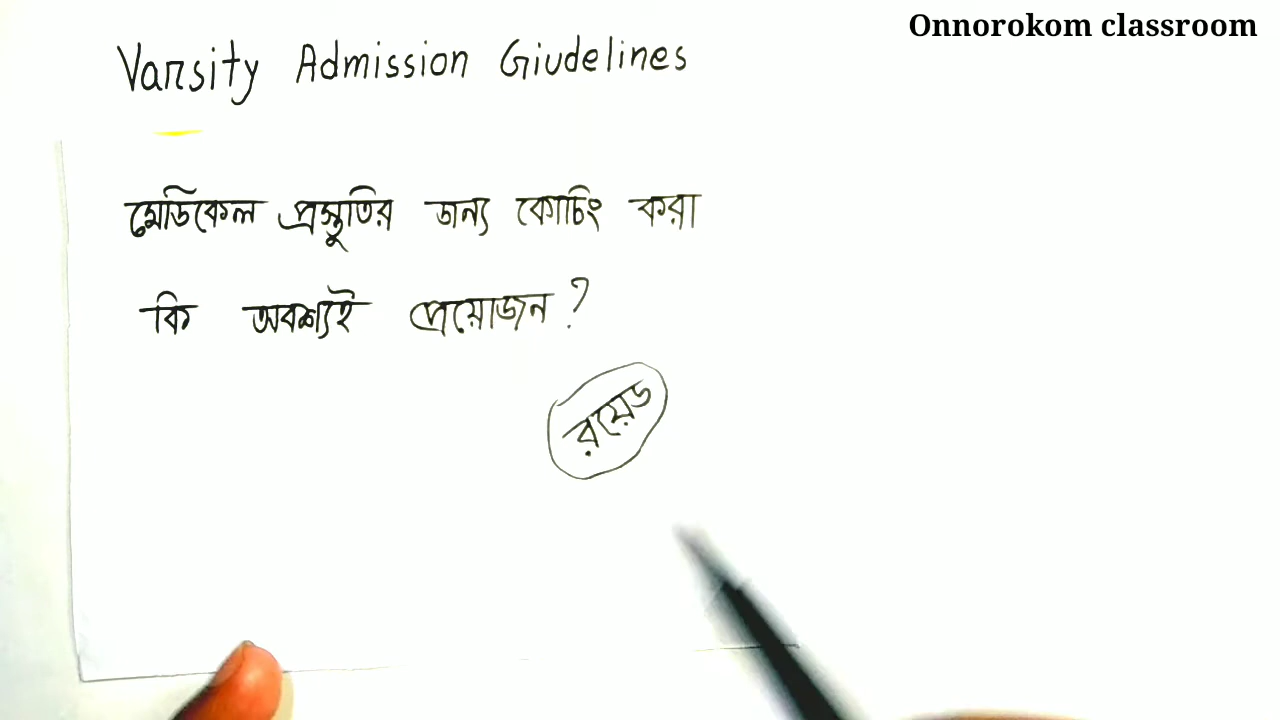 Onnorokom classroom
Varsity Admission Giudelines
মেডিকেল প্রস্তুতির জন্য কোচিং করা
কি অবশ্যই প্রয়োজন?
রয়েড